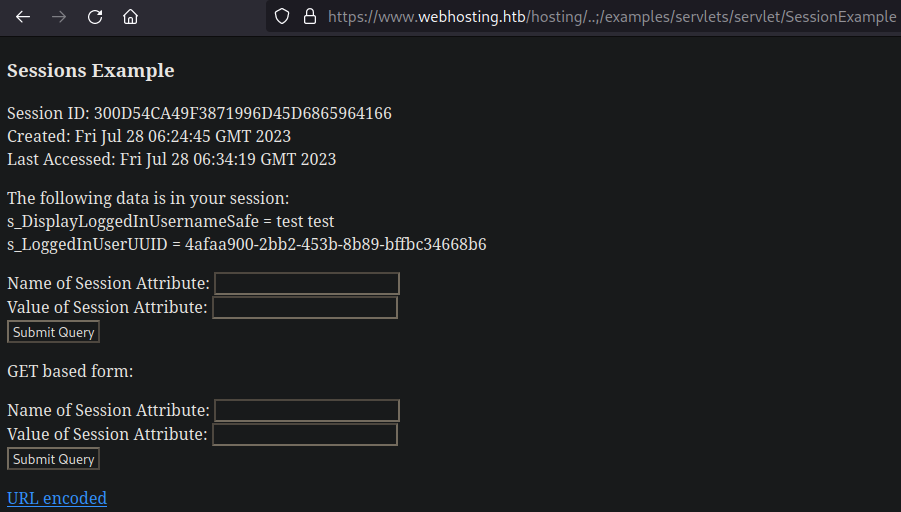 https://www.webhosting.htb/hosting/..;/examples/servlets/servlet/SessionExample
Sessions Example
Session ID: 300D54CA49F3871996D45D6865964166
Created: Fri Jul 28 06:24:45 GMT 2023
Last Accessed: Fri Jul 28 06:34:19 GMT 2023
The following data is in your session:
s_DisplayLoggedInUsernameSafe = test test
s_LoggedInUserUUID = 4afaa900-2bb2-453b-8b89-bffbc34668b6
Name of Session Attribute:
Value of Session Attribute:
Submit Query
GET based form:
Name of Session Attribute:
Value of Session Attribute:
Submit Query
URL encoded